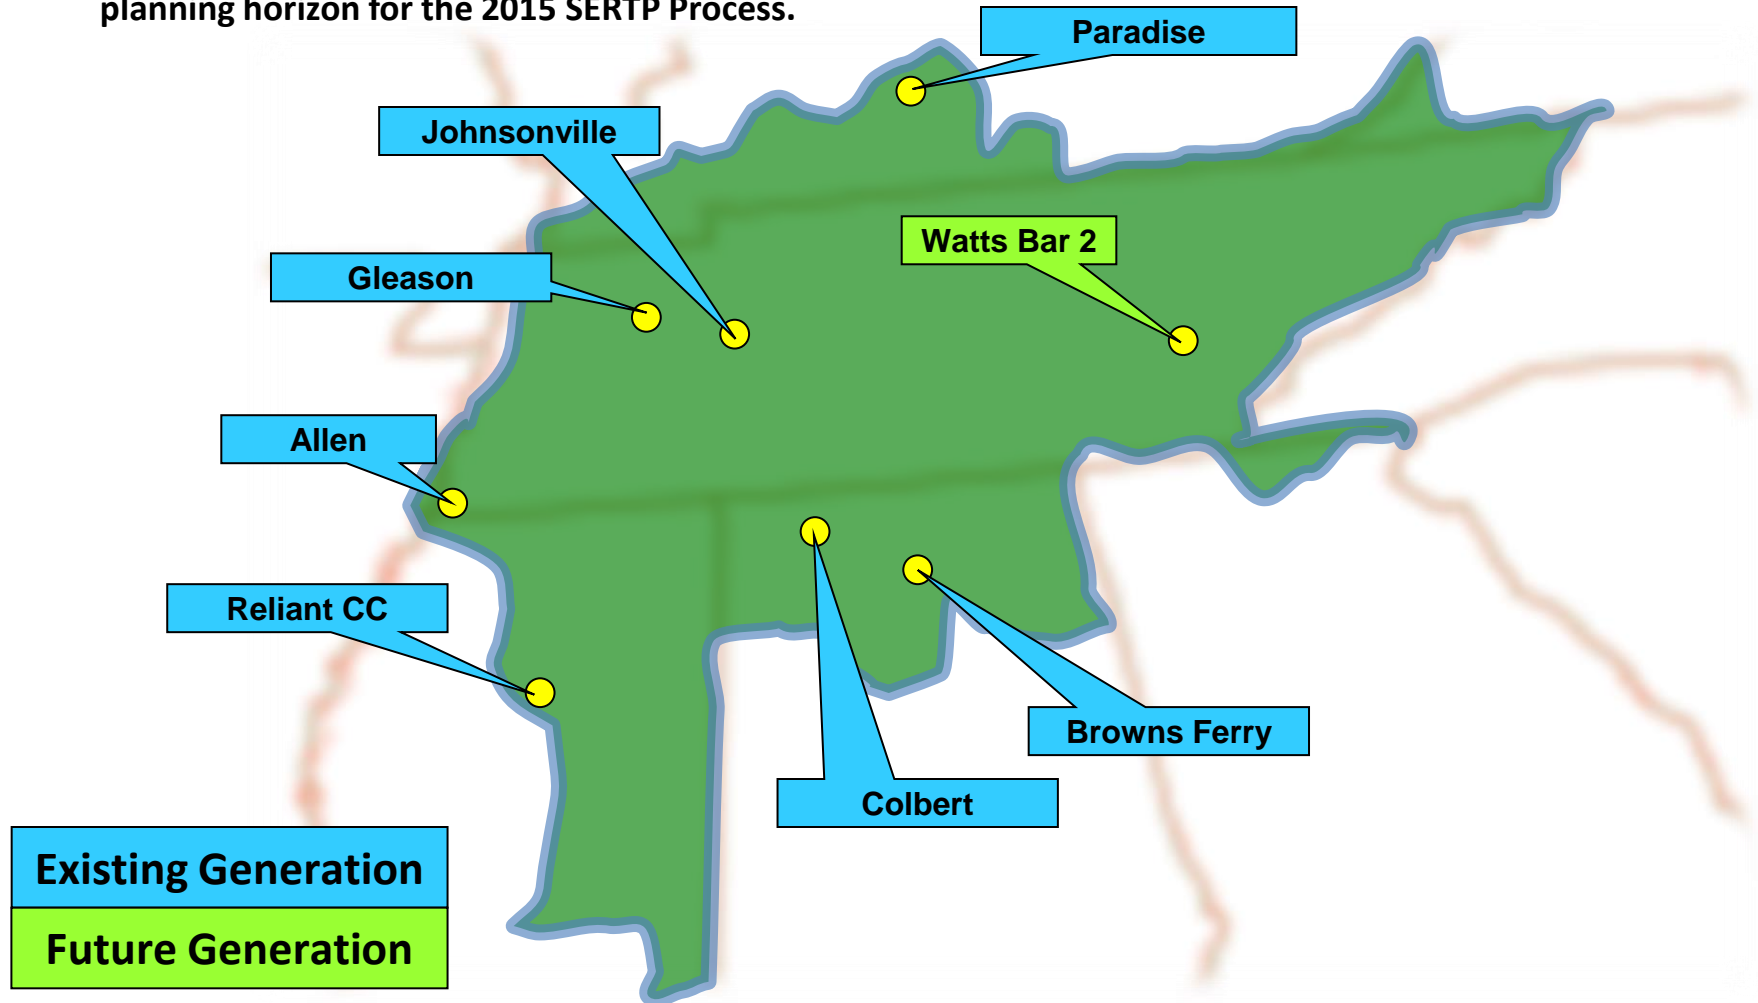 planning horizon for the 2015 SERTP Process.
Paradise
Johnsonville
Watts Bar 2
Gleason
Allen
Reliant CC
Browns Ferry
Colbert
Existing Generation
Future Generation